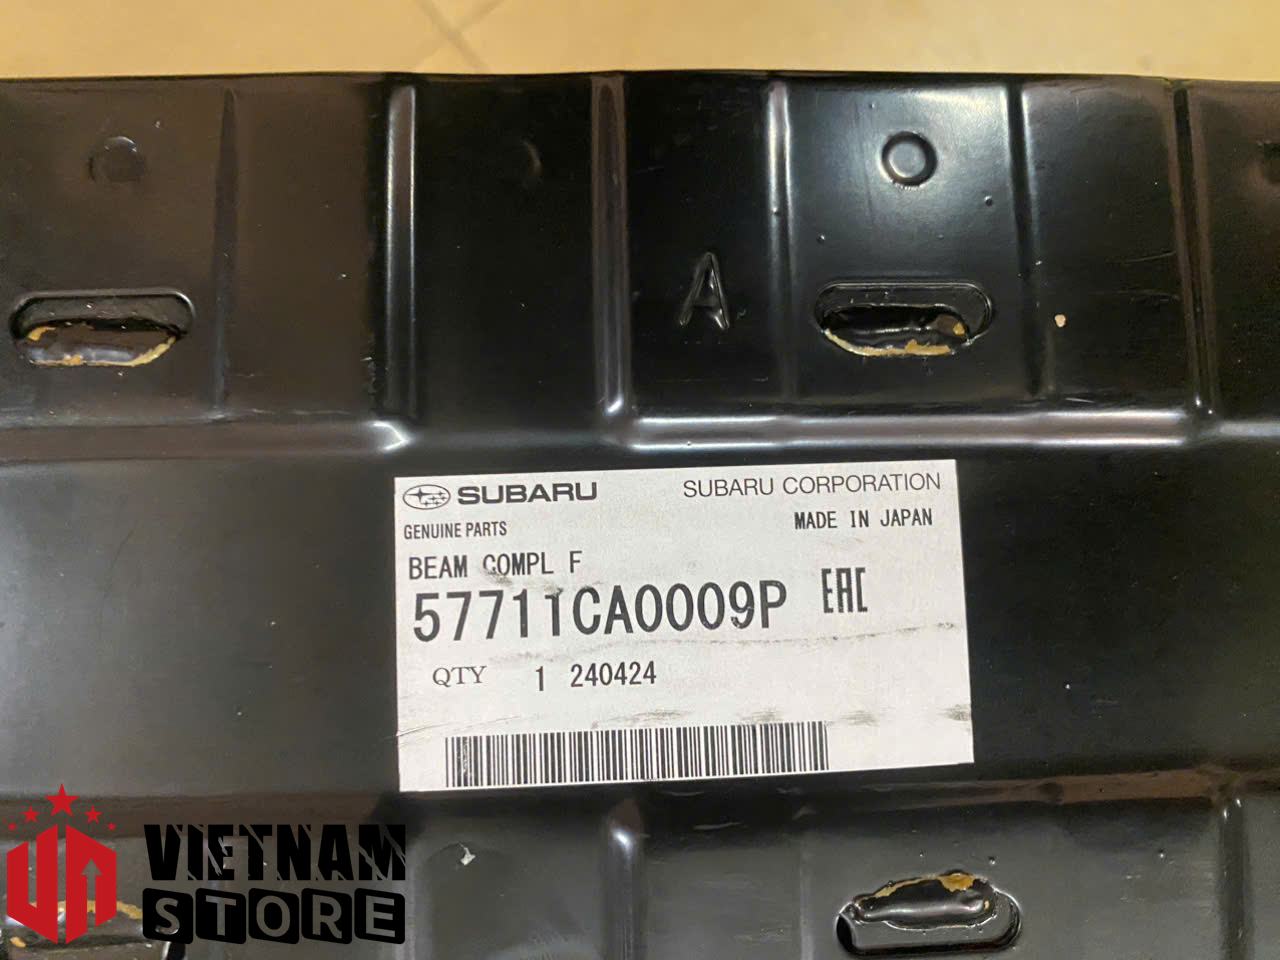 A
SUBARU SUBARU CORPORATION
GENUINE PARTS MADE IN JAPAN
BEAM COMPL F
57711CA0009P EAC
QTY 1 240424
VIETNAM
STORE